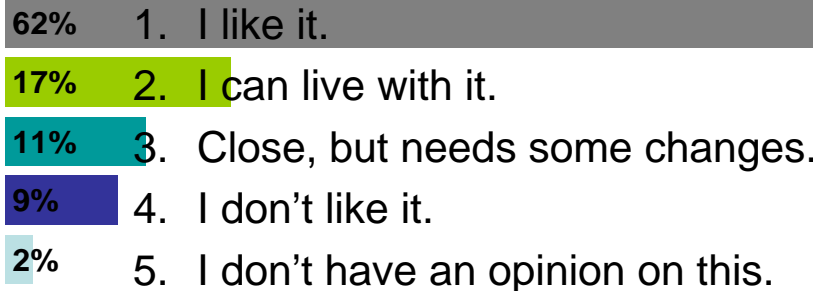 62% 1. I like it.
17% 2. I can live with it.
11% 3. Close, but needs some changes.
9% 4. I don’t like it.
2% 5. I don’t have an opinion on this.